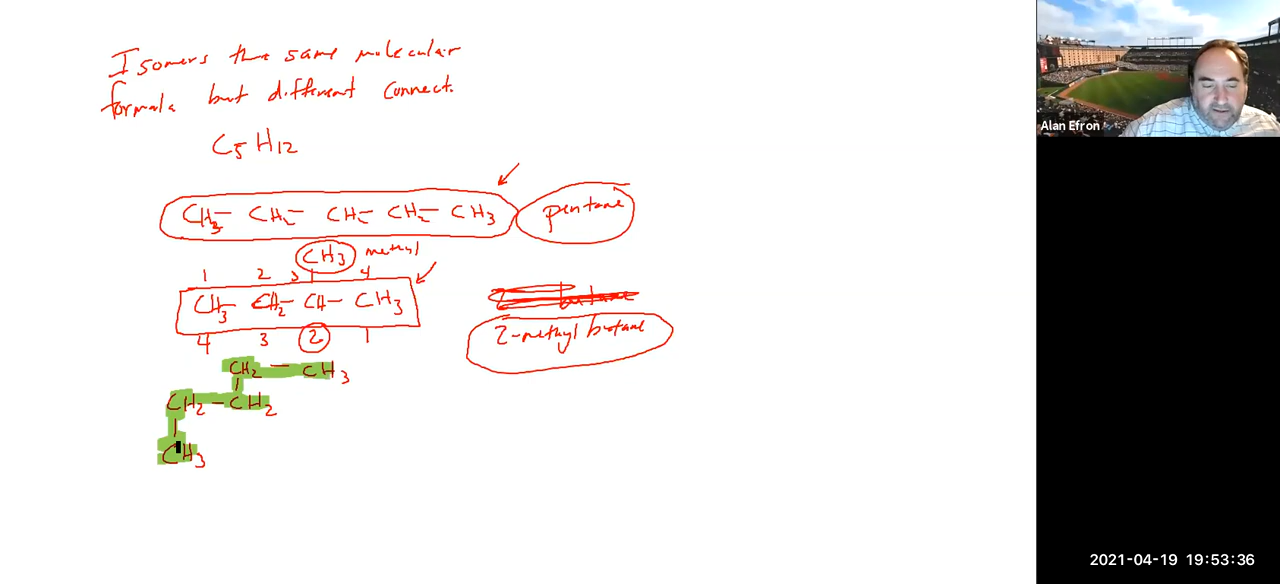 Isomers have same molecular
formula but different connect.
C5H12
CH3- CH2- CH2- CH2- CH3 pentane
CH3 methyl
1 2 3 4
CH3- CH2- CH- CH3
2-methyl butane
4 3 2 1
CH2 - CH3
CH2 - CH2
CH3
Alan Efron
2021-04-19 19:53:36